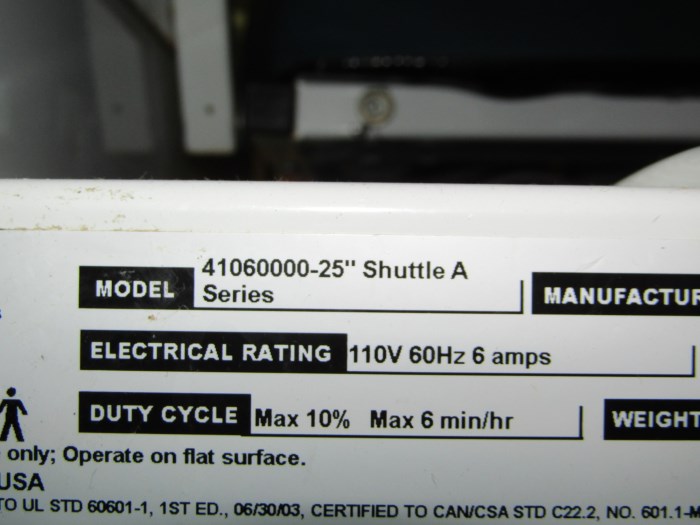 41060000-25" Shuttle A
MODEL Series MANUFACTUR
ELECTRICAL RATING 110V 60Hz 6 amps
DUTY CYCLE Max 10% Max 6 min/hr WEIGHT
only; Operate on flat surface.
USA
TO UL STD 60601-1, 1ST ED., 06/30/03, CERTIFIED TO CAN/CSA STD C22.2, NO. 601.1-M